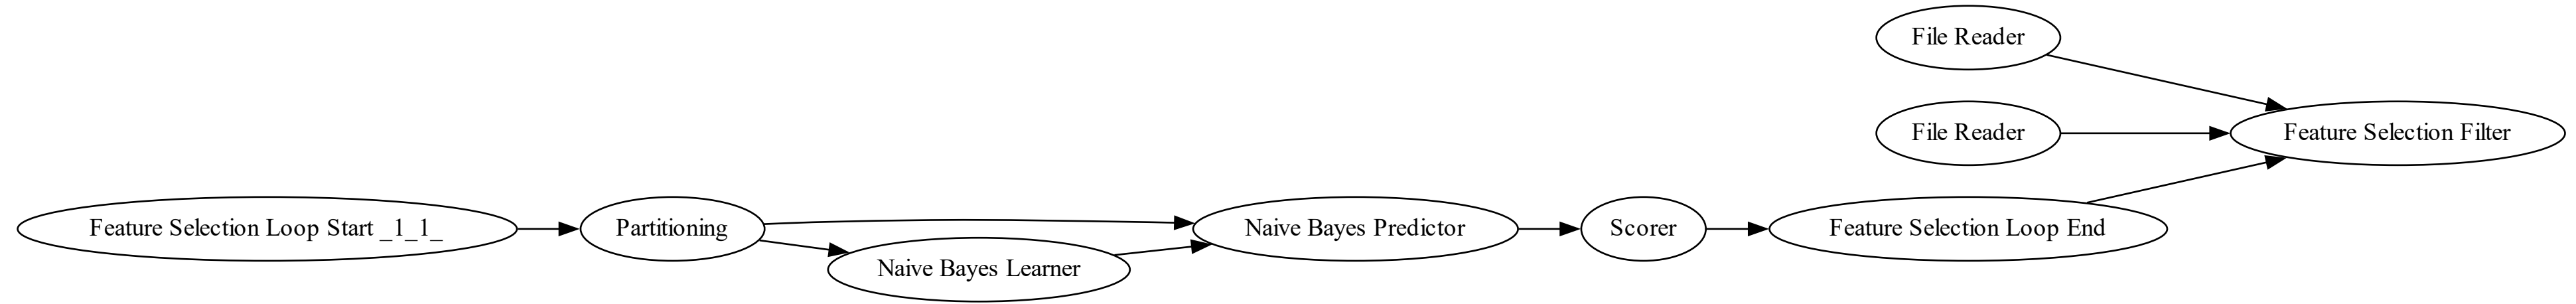 File Reader
File Reader
Feature Selection Filter
Feature Selection Loop Start _1_1_
Partitioning
Naive Bayes Predictor
Scorer
Feature Selection Loop End
Naive Bayes Learner